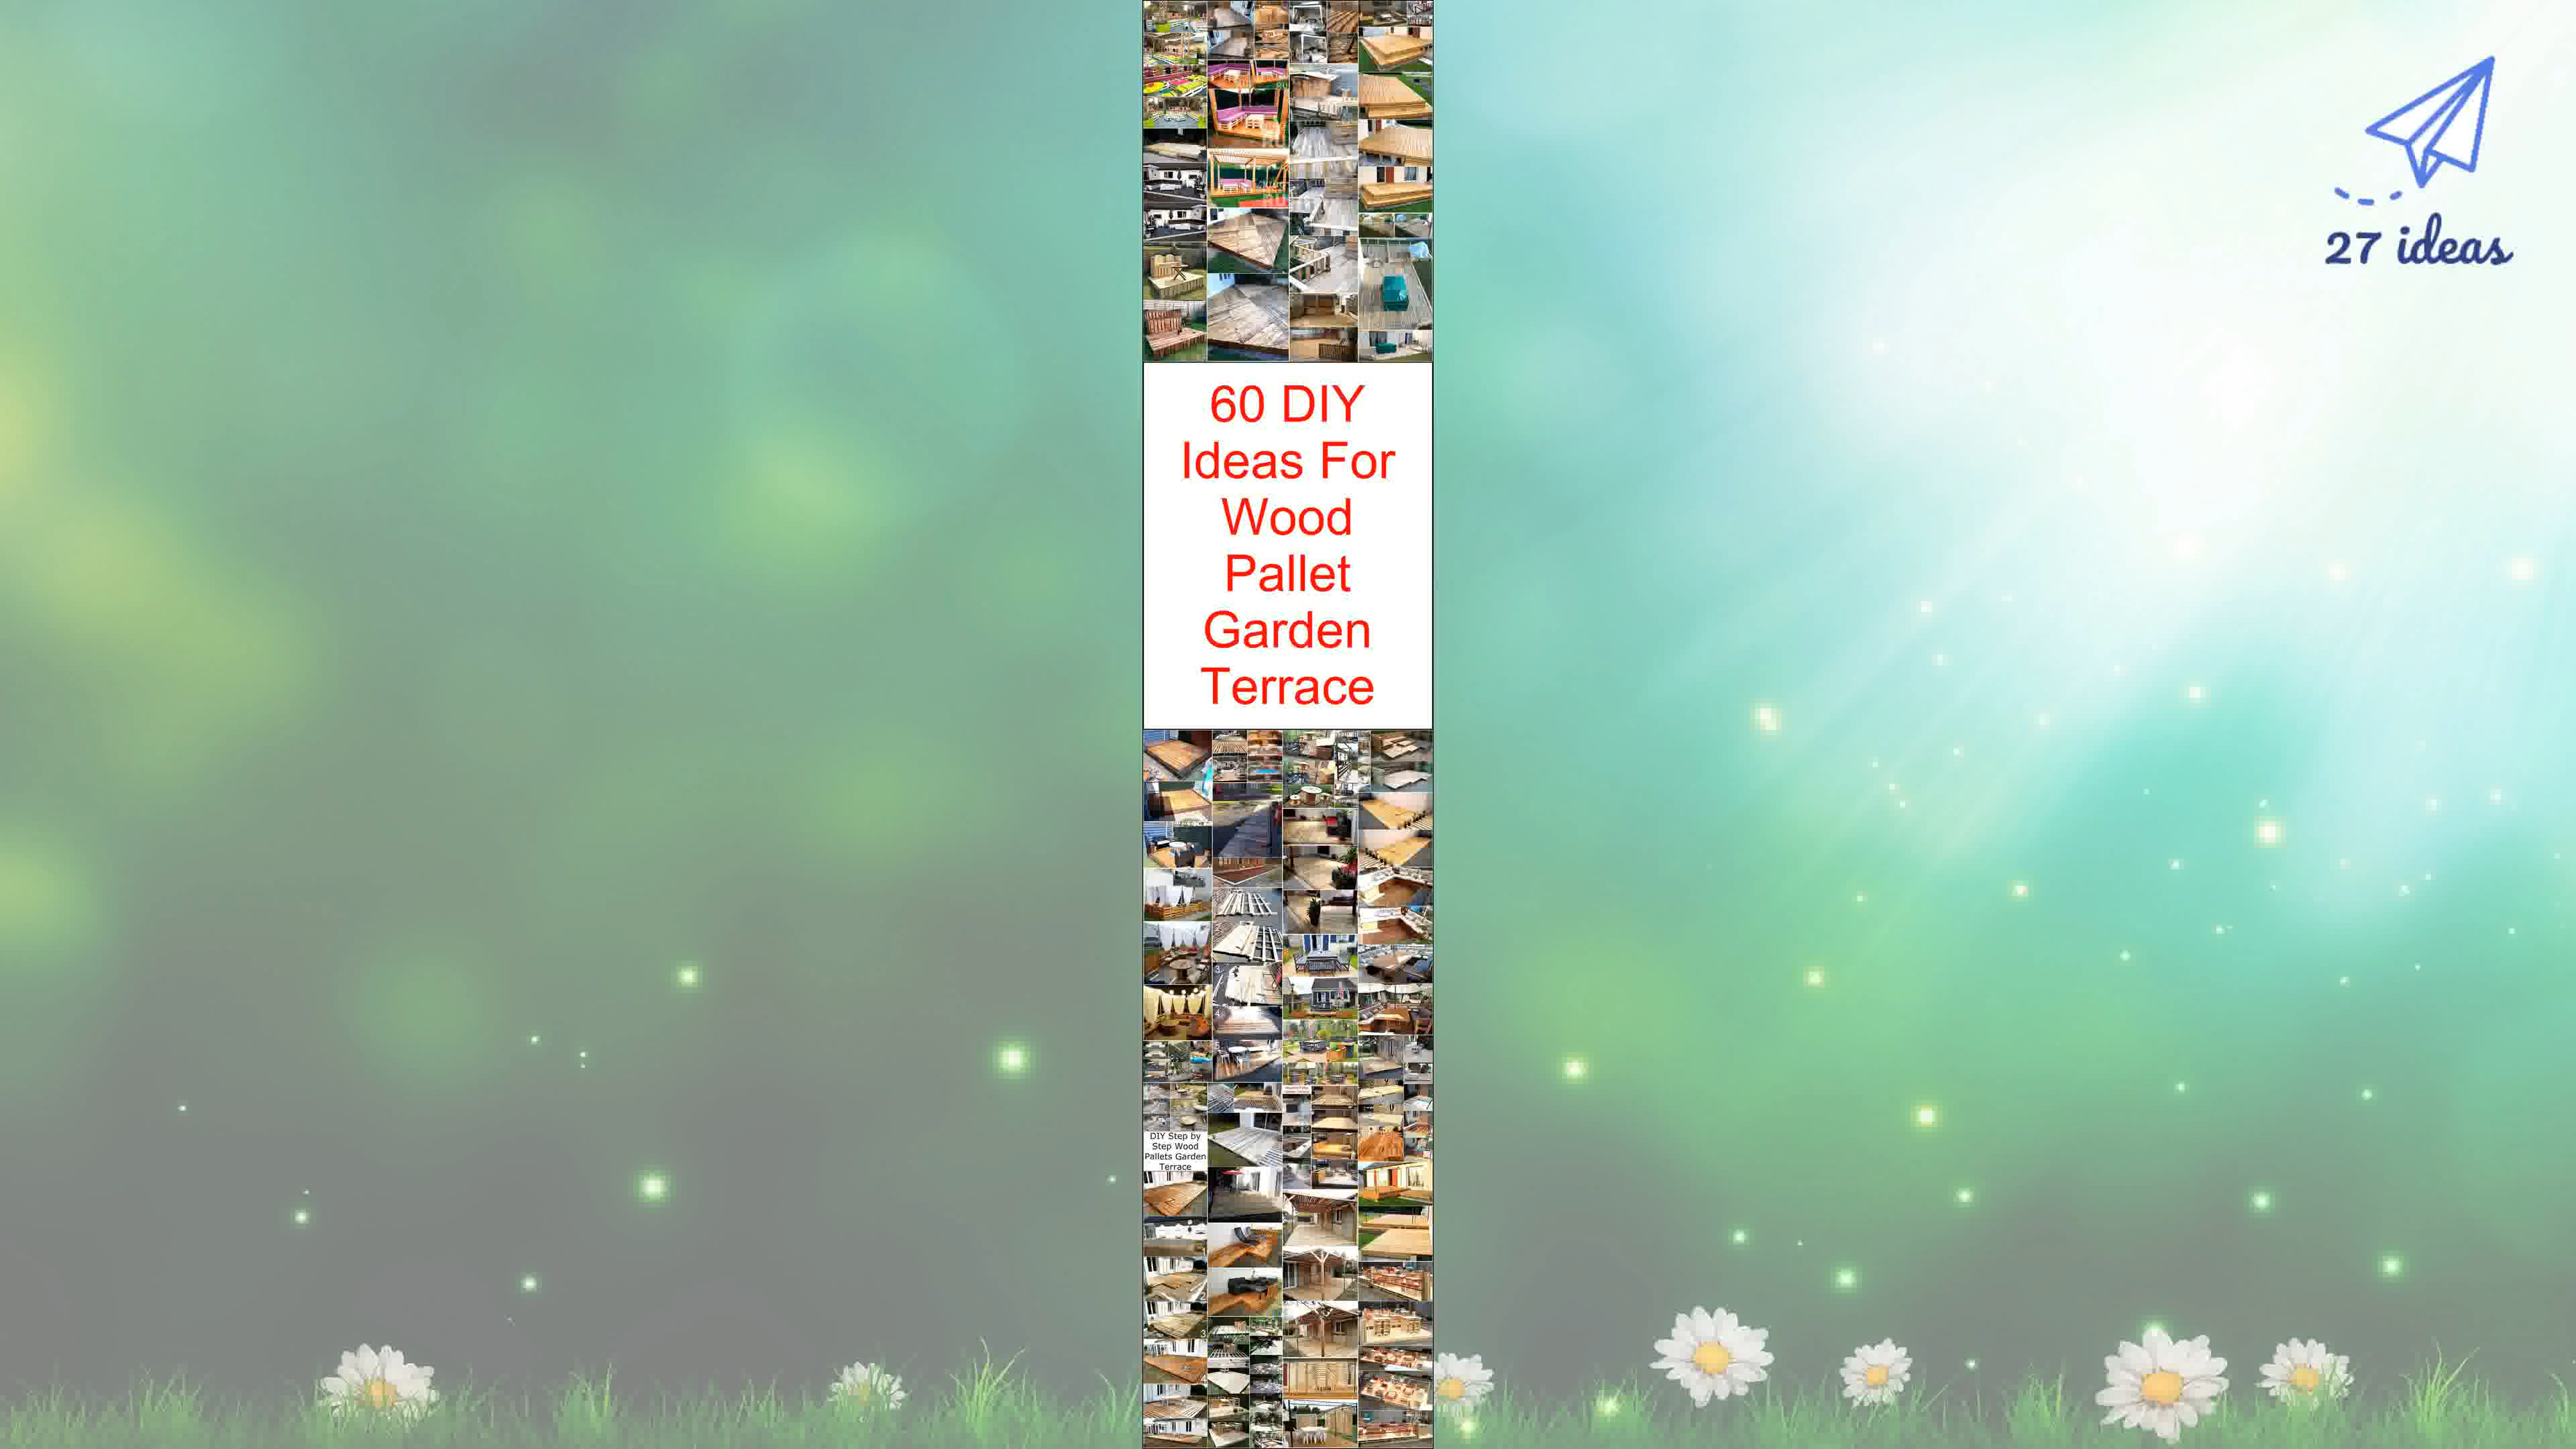 27 ideas
60 DIY
Ideas For
Wood
Pallet
Garden
Terrace
DIY Step by
Step Wood
Pallets Garden
Terrace